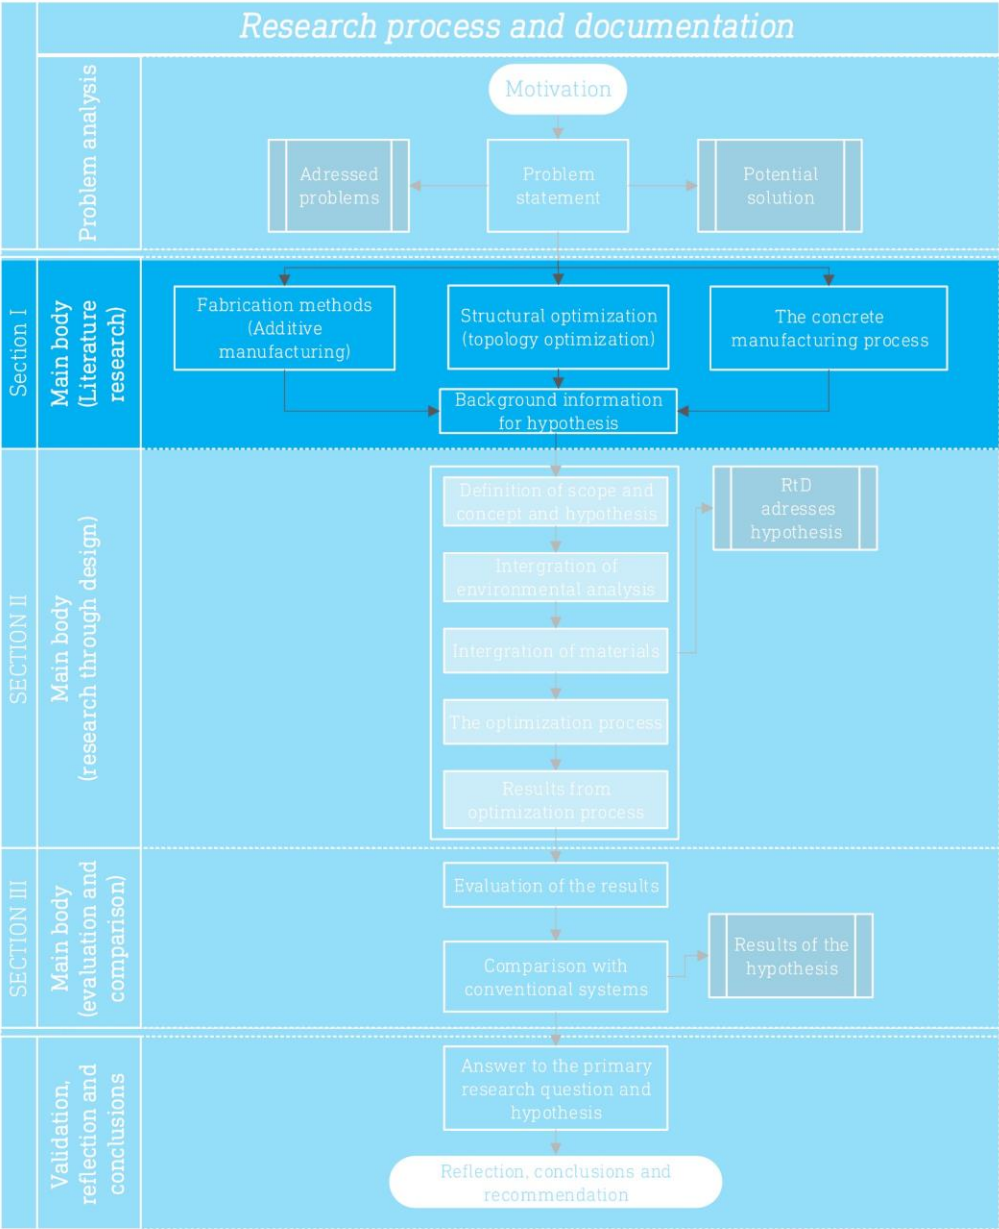 Research process and documentation
Problem analysis
Motivation
Adressed
problems
Problem
statement
Potential
solution
Section I
Main body
(Literature
research)
Fabrication methods
(Additive
manufacturing)
Structural optimization
(topology optimization)
The concrete
manufacturing process
Background information
for hypothesis
SECTION II
Main body
(research through design)
Definition of scope and
concept and hypothesis
RtD
adresses
hypothesis
Intergration of
environmental analysis
Intergration of materials
The optimization process
Results from
optimization process
SECTION III
Main body
(evaluation and
comparison)
Evaluation of the results
Comparison with
conventional systems
Results of the
hypothesis
Validation,
reflection and
conclusions
Answer to the primary
research question and
hypothesis
Reflection, conclusions and
recommendation